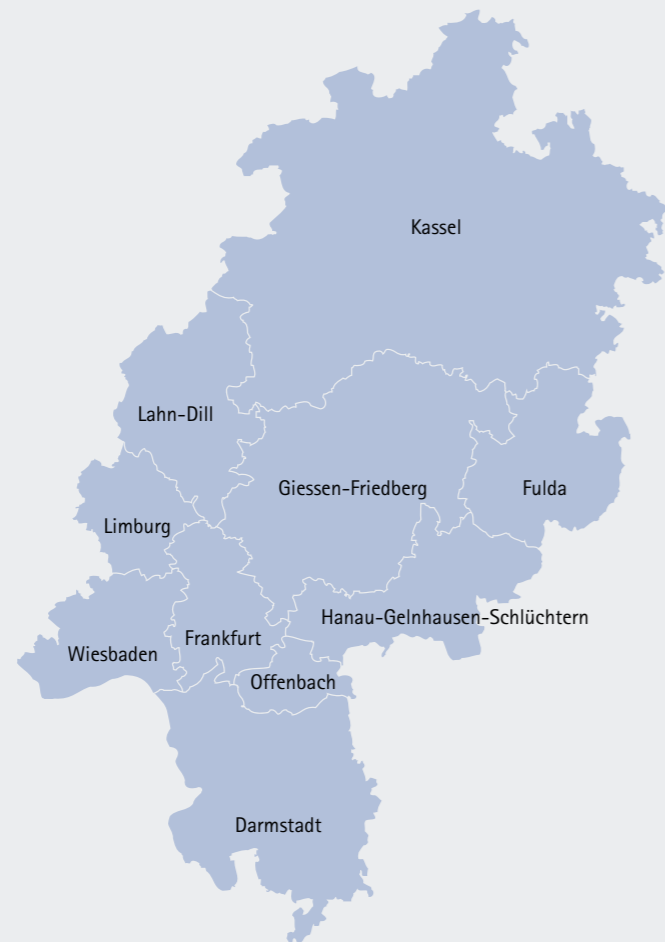 Kassel
Lahn-Dill
Giessen-Friedberg
Fulda
Limburg
Hanau-Gelnhausen-Schlüchtern
Frankfurt
Wiesbaden
Offenbach
Darmstadt